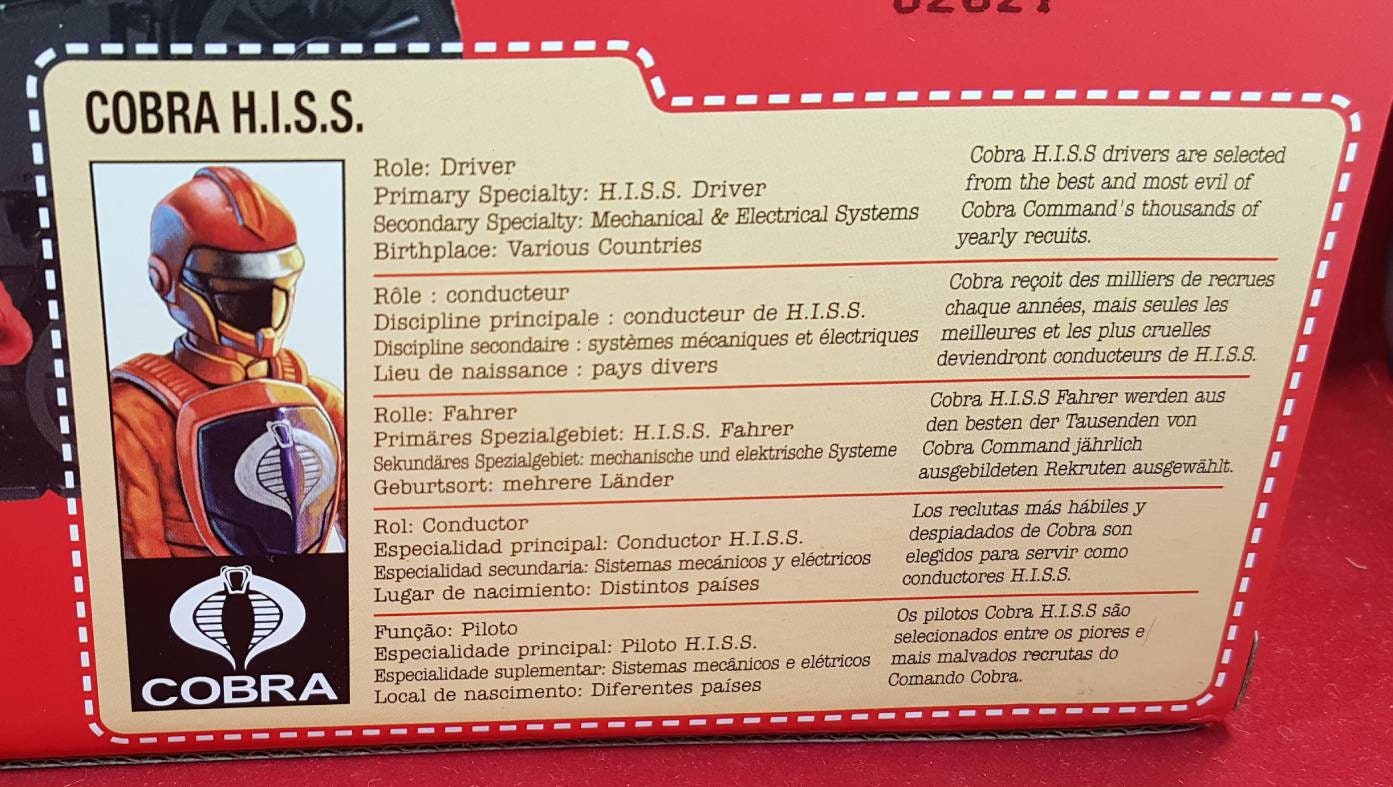 COBRA H.I.S.S.
Role: Driver
Primary Specialty: H.I.S.S. Driver
Secondary Specialty: Mechanical & Electrical Systems
Birthplace: Various Countries
Cobra H.I.S.S drivers are selected
from the best and most evil of
Cobra Command's thousands of
yearly recuits.
Rôle : conducteur
Discipline principale : conducteur de H.I.S.S.
Discipline secondaire : systèmes mécaniques et électriques
Lieu de naissance : pays divers
Cobra reçoit des milliers de recrues
chaque années, mais seules les
meilleures et les plus cruelles
deviendront conducteurs de H.I.S.S.
Rolle: Fahrer
Primäres Spezialgebiet: H.I.S.S. Fahrer
Sekundäres Spezialgebiet: mechanische und elektrische Systeme
Geburtsort: mehrere Länder
Cobra H.I.S.S Fahrer werden aus
den besten der Tausenden von
Cobra Command jährlich
ausgebildeten Rekruten ausgewählt.
Rol: Conductor
Especialidad principal: Conductor H.I.S.S.
Especialidad secundaria: Sistemas mecánicos y eléctricos
Lugar de nacimiento: Distintos países
Los reclutas más hábiles y
despiadados de Cobra son
elegidos para servir como
conductores H.I.S.S.
Função: Piloto
Especialidade principal: Piloto H.I.S.S.
Especialidade suplementar: Sistemas mecânicos e elétricos
Local de nascimento: Diferentes países
Os pilotos Cobra H.I.S.S são
selecionados entre os piores e
mais malvados recrutas do
Comando Cobra.
COBRA